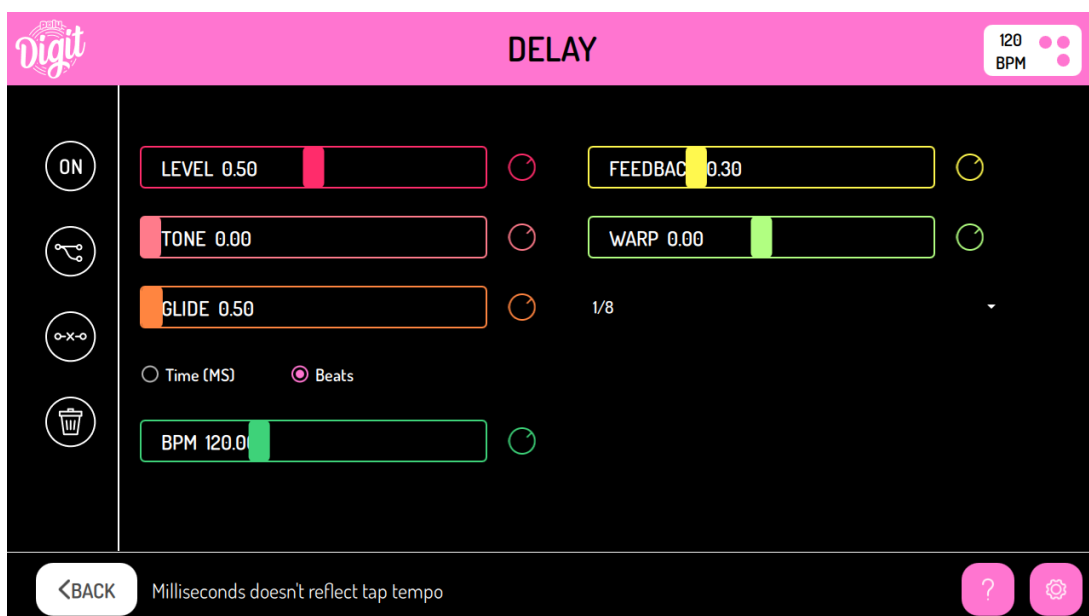 poly
Digit
DELAY
120
BPM
ON
LEVEL 0.50
FEEDBAC 0.30
TONE 0.00
WARP 0.00
GLIDE 0.50
1/8
Time (MS)
Beats
BPM 120.0
BACK
Milliseconds doesn't reflect tap tempo
?